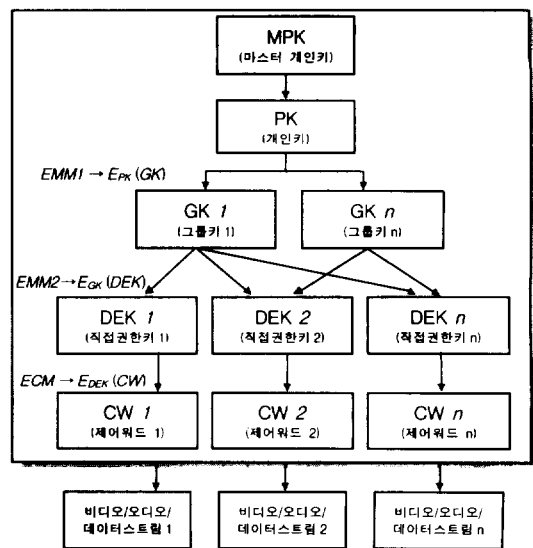 MPK
(마스터 개인키)
PK
(개인키)
EMM1 → E_PK (GK)
GK 1
(그룹키 1)
GK n
(그룹키 n)
EMM2→E_GK (DEK)
DEK 1
(직접권한키 1)
DEK 2
(직접권한키 2)
DEK n
(직접권한키 n)
ECM → E_DEK (CW)
CW 1
(제어워드 1)
CW 2
(제어워드 2)
CW n
(제어워드 n)
비디오/오디오/
데이터스트림 1
비디오/오디오/
데이터스트림 2
비디오/오디오/
데이터스트림 n